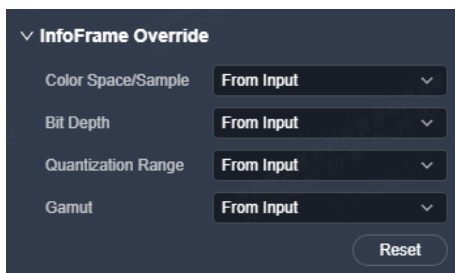 InfoFrame Override
Color Space/Sample From Input
Bit Depth From Input
Quantization Range From Input
Gamut From Input
Reset